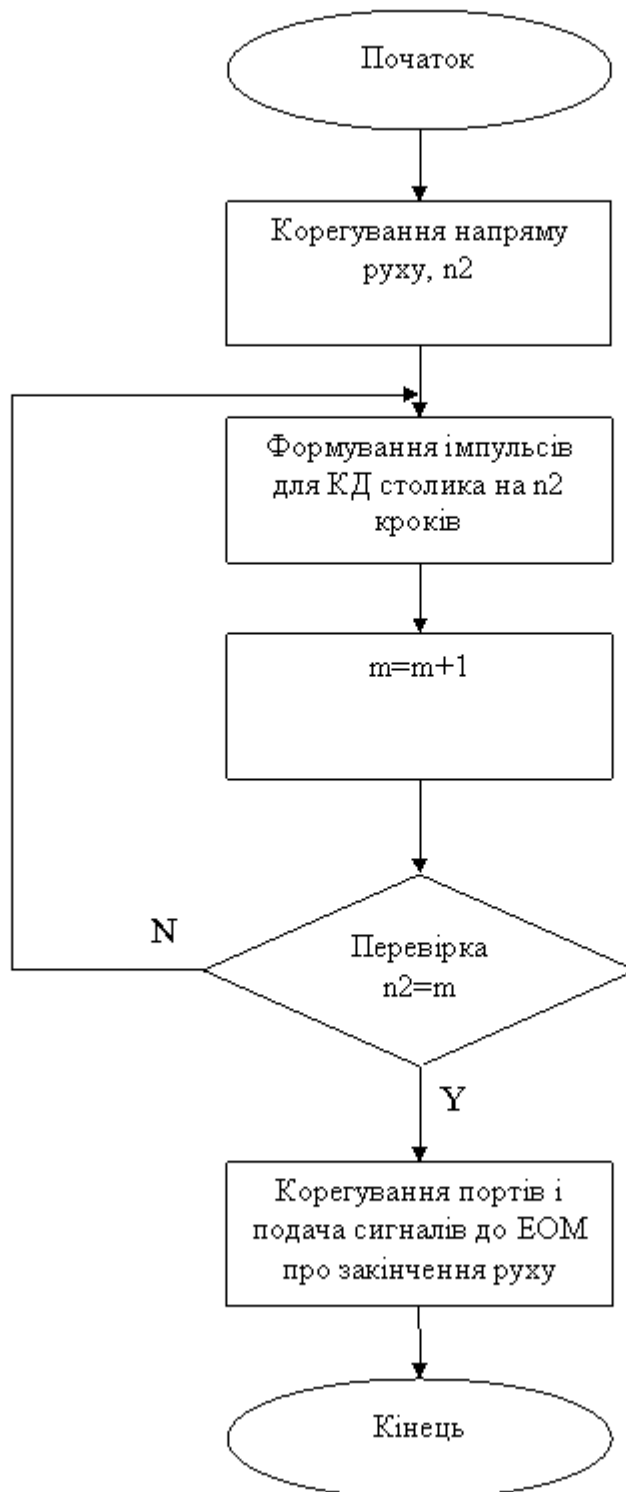 Початок
Корегування напряму
руху, n2
Формування імпульсів
для КД столика на n2
кроків
m=m+1
N
Перевірка
n2=m
Y
Корегування портів і
подача сигналів до ЕОМ
про закінчення руху
Кінець